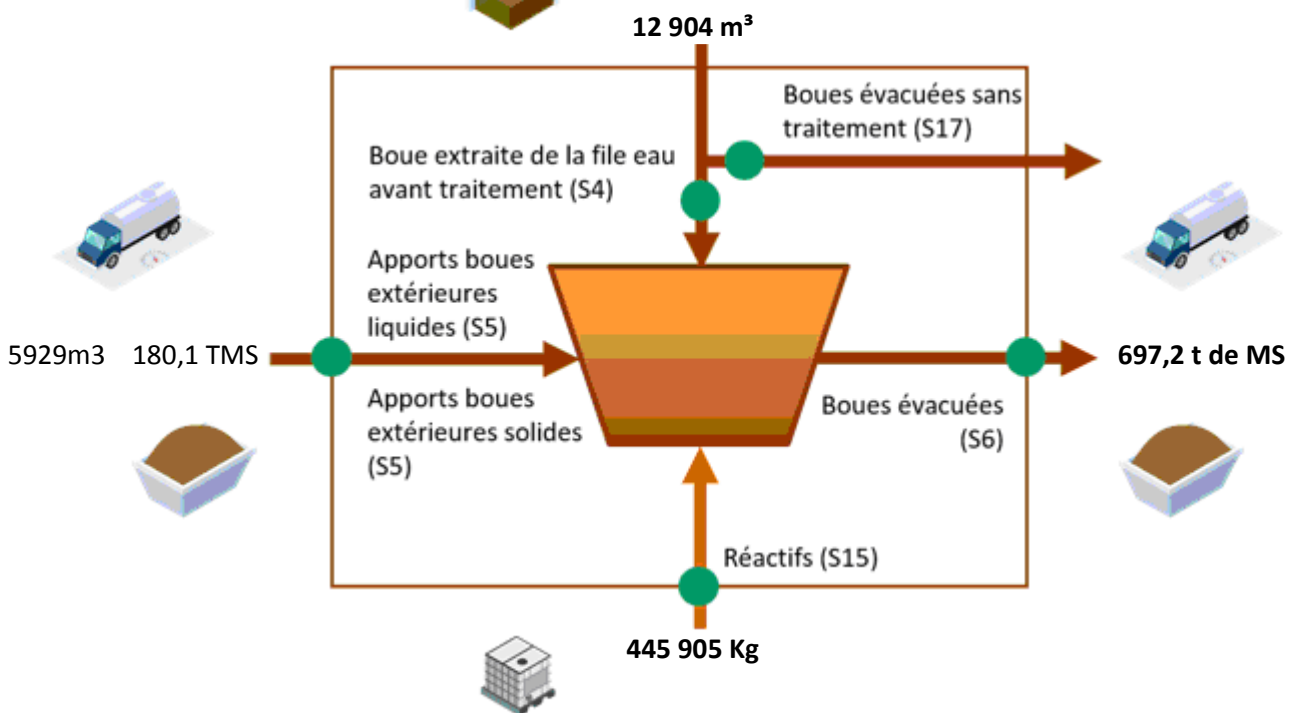 12 904 m³
Boues évacuées sans
traitement (S17)
Boue extraite de la file eau
avant traitement (S4)
Apports boues
extérieures
liquides (S5)
5929m3 180,1 TMS
697,2 t de MS
Apports boues
extérieures solides
(S5)
Boues évacuées
(S6)
Réactifs (S15)
445 905 Kg